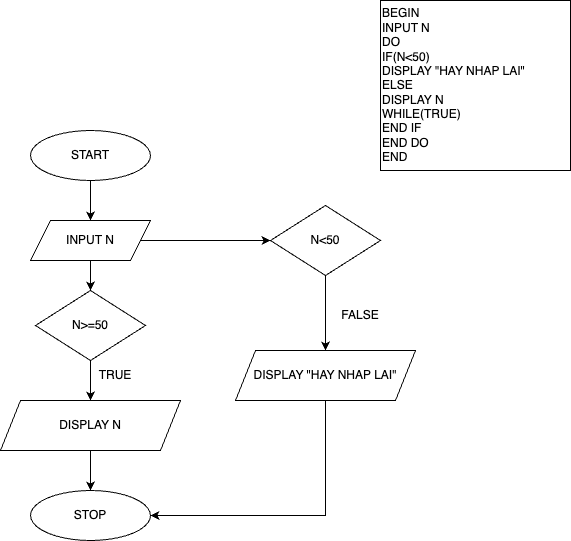 BEGIN
INPUT N
DO
IF(N<50)
DISPLAY "HAY NHAP LAI"
ELSE
DISPLAY N
WHILE(TRUE)
END IF
END DO
END
START
INPUT N
N<50
N>=50
FALSE
TRUE
DISPLAY "HAY NHAP LAI"
DISPLAY N
STOP